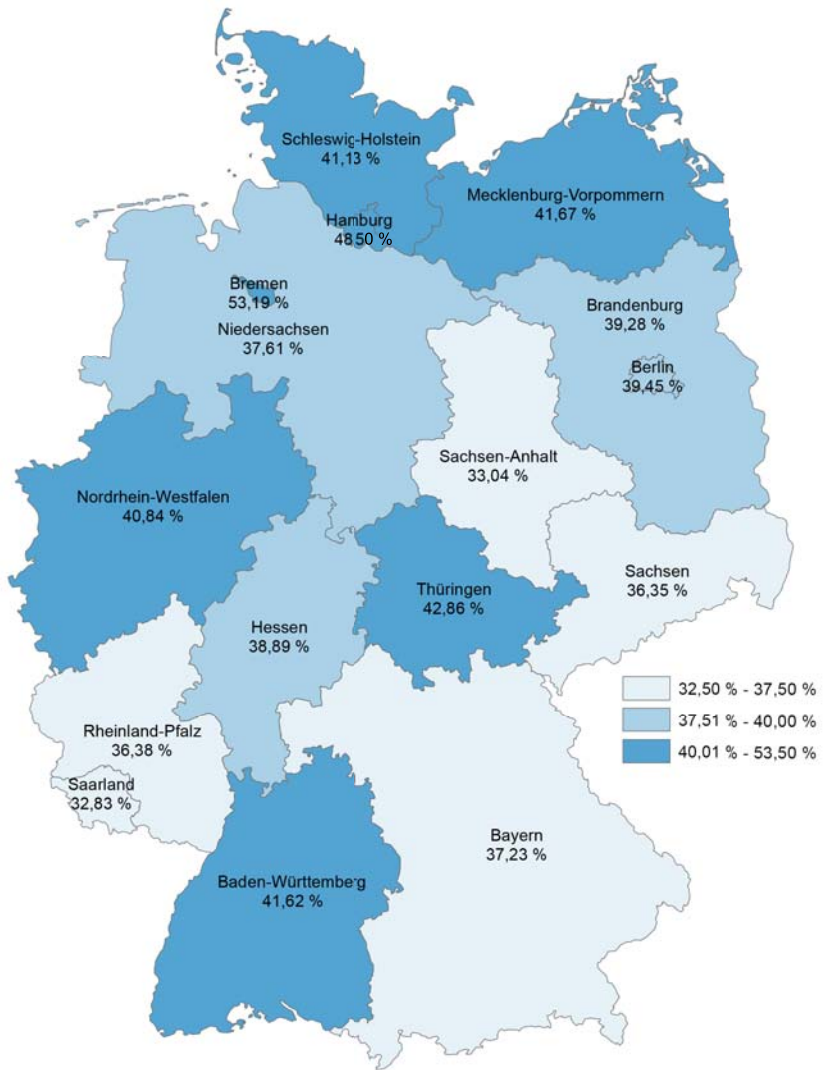 Schleswig-Holstein
41,13 %
Mecklenburg-Vorpommern
41,67 %
Hamburg
48,50 %
Bremen
53,19 %
Niedersachsen
37,61 %
Brandenburg
39,28 %
Berlin
39,45 %
Sachsen-Anhalt
33,04 %
Nordrhein-Westfalen
40,84 %
Sachsen
36,35 %
Thüringen
42,86 %
Hessen
38,89 %
32,50 % - 37,50 %
37,51 % - 40,00 %
40,01 % - 53,50 %
Rheinland-Pfalz
36,38 %
Saarland
32,83 %
Bayern
37,23 %
Baden-Württemberg
41,62 %